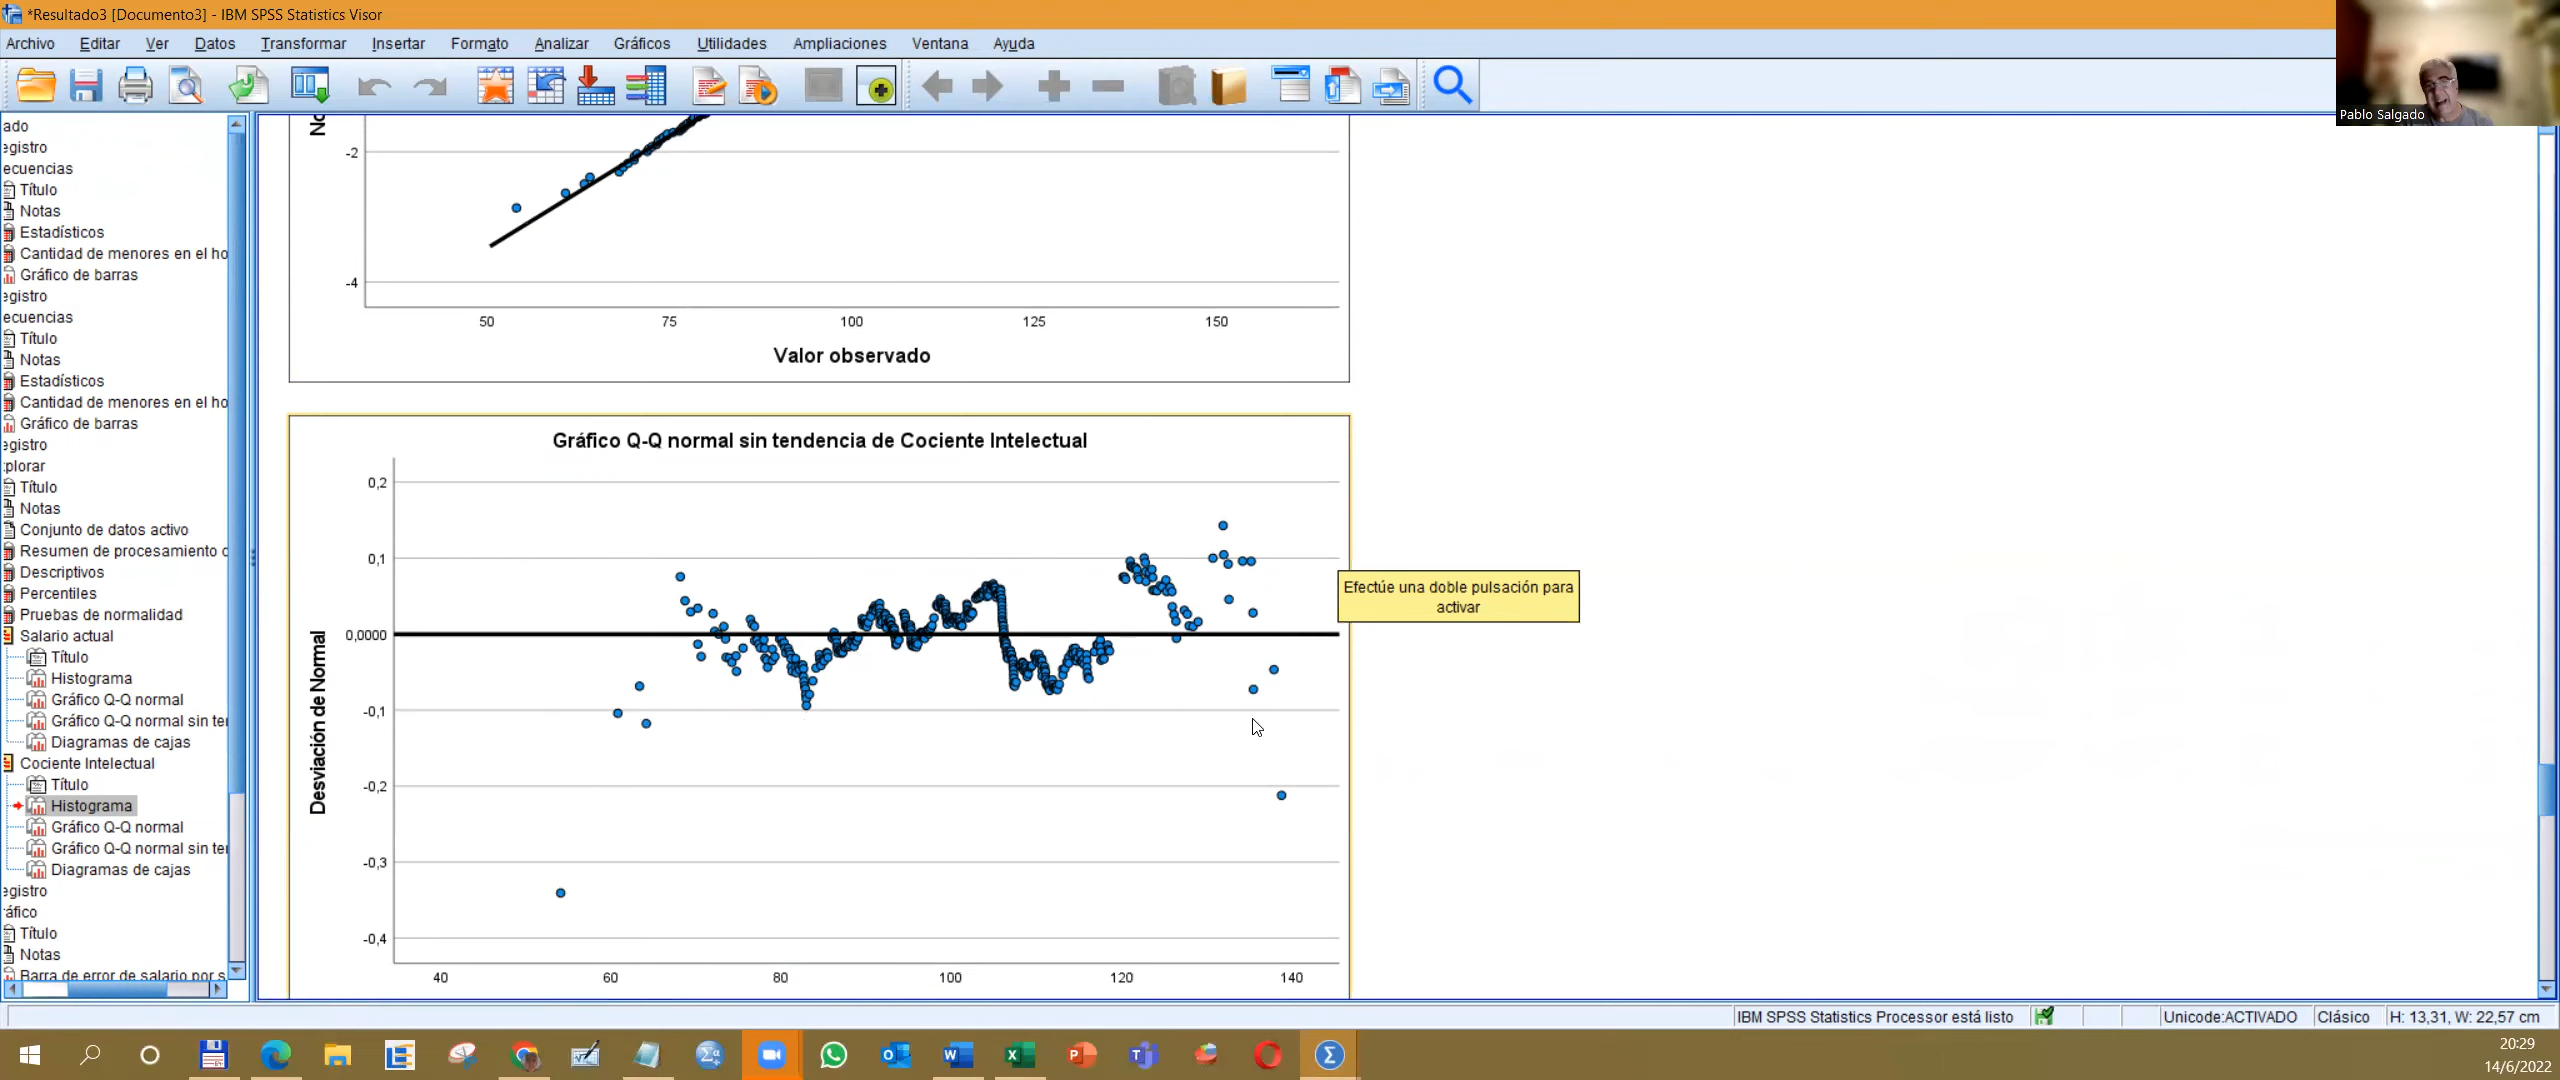 *Resultado3 [Documento3] - IBM SPSS Statistics Visor
Archivo Editar Ver Datos Transformar Insertar Formato Analizar Gráficos Utilidades Ampliaciones Ventana Ayuda
Pablo Salgado
ado
egistro
ecuencias
Título
Notas
Estadísticos
Cantidad de menores en el ho
Gráfico de barras
egistro
ecuencias
Título
Notas
Estadísticos
Cantidad de menores en el ho
Gráfico de barras
egistro
plorar
Título
Notas
Conjunto de datos activo
Resumen de procesamiento d
Descriptivos
Percentiles
Pruebas de normalidad
Salario actual
Título
Histograma
Gráfico Q-Q normal
Gráfico Q-Q normal sin ter
Diagramas de cajas
Cociente Intelectual
Título
Histograma
Gráfico Q-Q normal
Gráfico Q-Q normal sin ter
Diagramas de cajas
egistro
áfico
Título
Notas
Barra de error de salario por s
No
-2
-4
50 75 100 125 150
Valor observado
Gráfico Q-Q normal sin tendencia de Cociente Intelectual
Desviación de Normal
0,2
0,1
0,0000
-0,1
-0,2
-0,3
-0,4
40 60 80 100 120 140
Efectúe una doble pulsación para
activar
IBM SPSS Statistics Processor está listo Unicode:ACTIVADO Clásico H: 13,31, W: 22,57 cm
20:29
14/6/2022